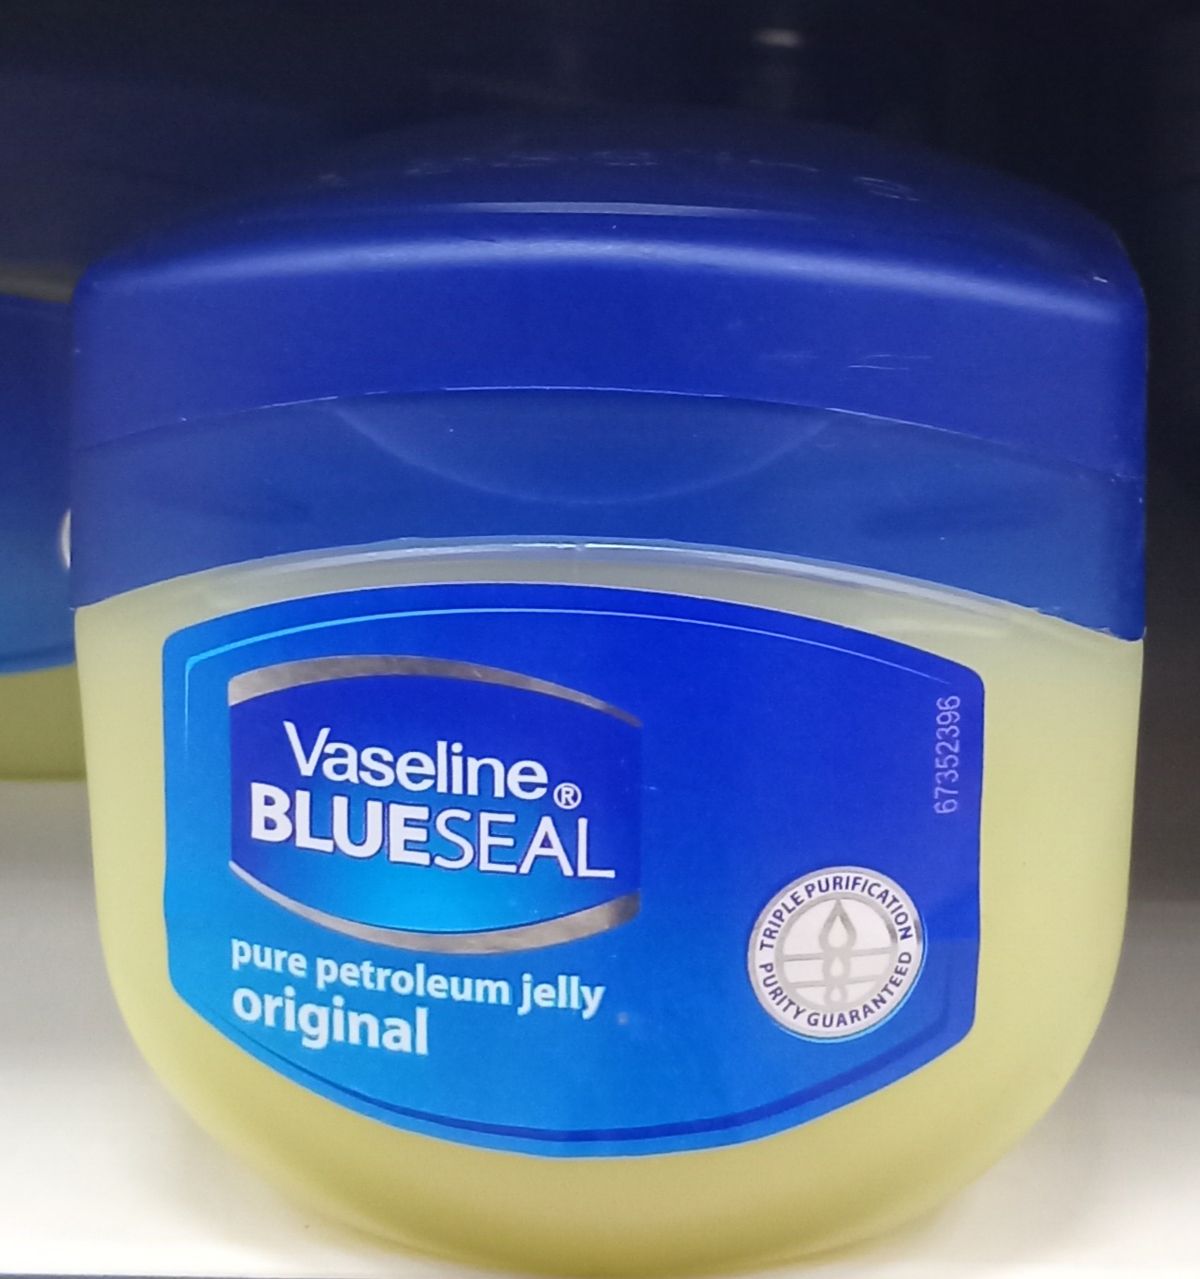 Vaseline®
BLUESEAL
pure petroleum jelly
original
67352396
TRIPLE PURIFICATION
PURITY GUARANTEED